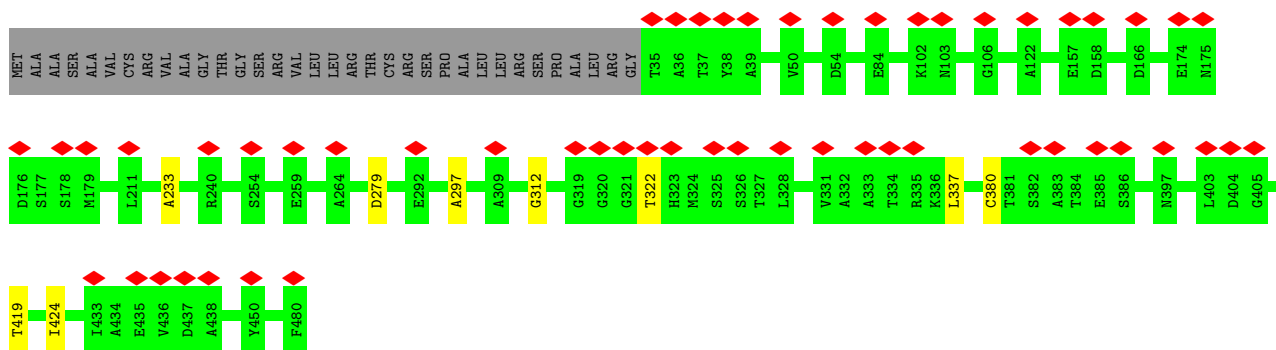 MET ALA ALA SER ALA VAL CYS ARG VAL ALA GLY THR GLY SER ARG VAL LEU LEU ARG THR CYS ARG SER PRO ALA LEU LEU ARG SER PRO ALA LEU ARG GLY T35 A36 T37 Y38 A39 V50 D54 E84 K102 N103 G106 A122 E157 D158 D166 E174 N175
D176 S177 S178 M179 L211 A233 R240 S254 E259 A264 D279 E292 A297 A309 G312 G319 G320 G321 T322 H323 M324 S325 S326 T327 L328 V331 A332 A333 T334 R335 K336 L337 C380 T381 S382 A383 T384 E385 S386 N397 L403 D404 G405
T419 I424 I433 A434 E435 V436 D437 A438 Y450 F480